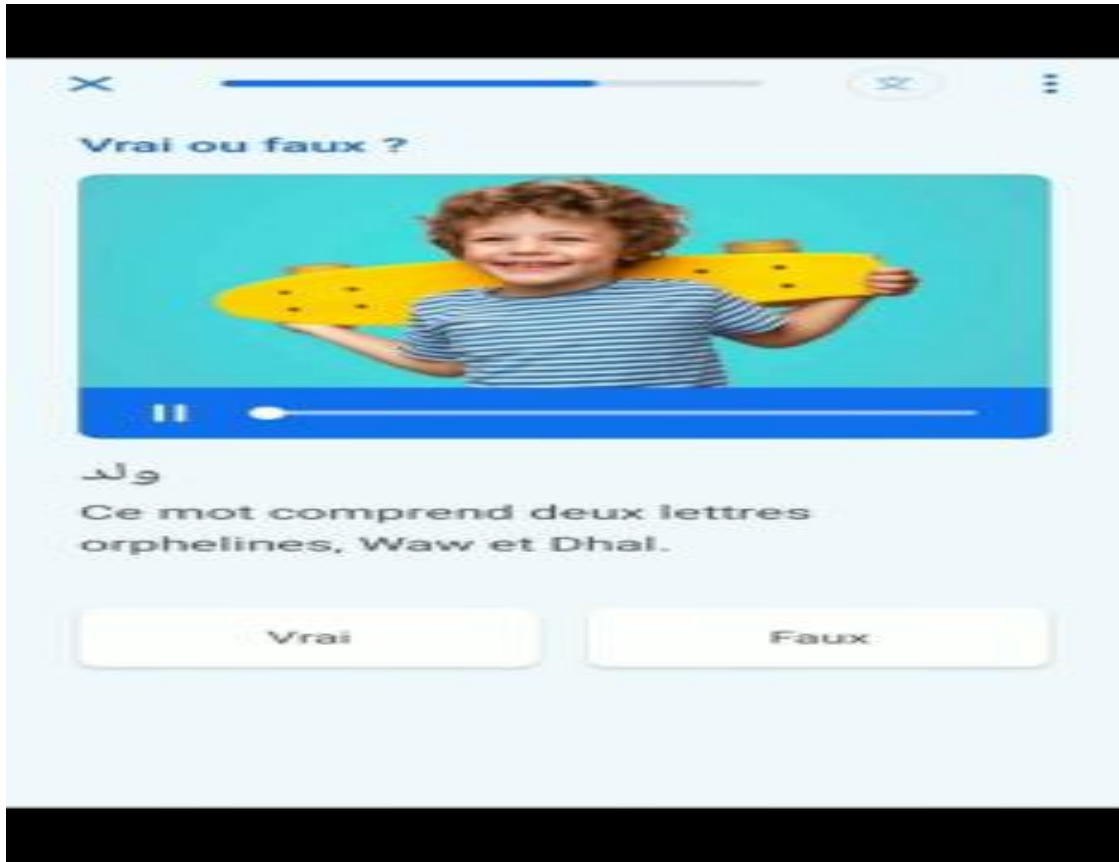 Vrai ou faux ?
ولد
Ce mot comprend deux lettres
orphelines, Waw et Dhal.
Vrai
Faux